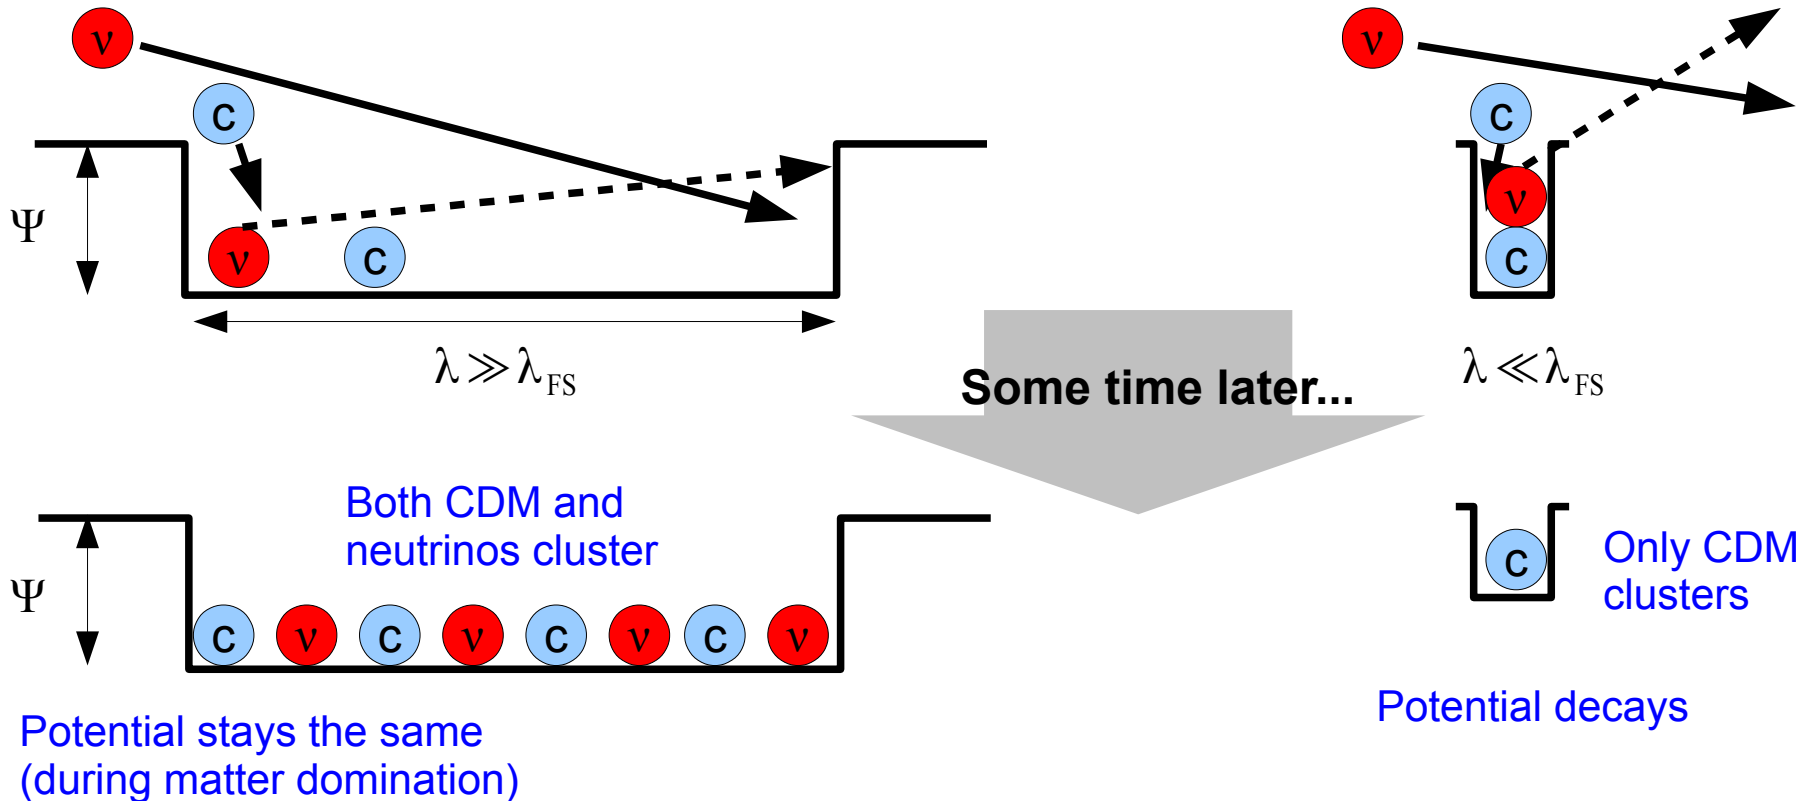 ν
c
Ψ
ν
c
λ≫λFS
ν
c
ν
c
λ≪λFS
Some time later...
Both CDM and
neutrinos cluster
Ψ
c ν c ν c ν c ν
Potential stays the same
(during matter domination)
c
Only CDM
clusters
Potential decays